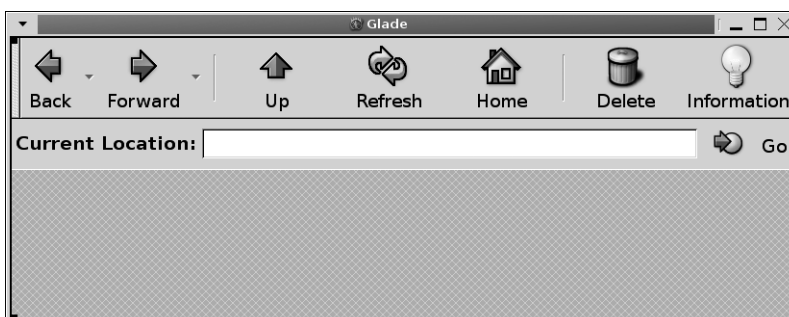 Glade
Back Forward Up Refresh Home Delete Information
Current Location: Go